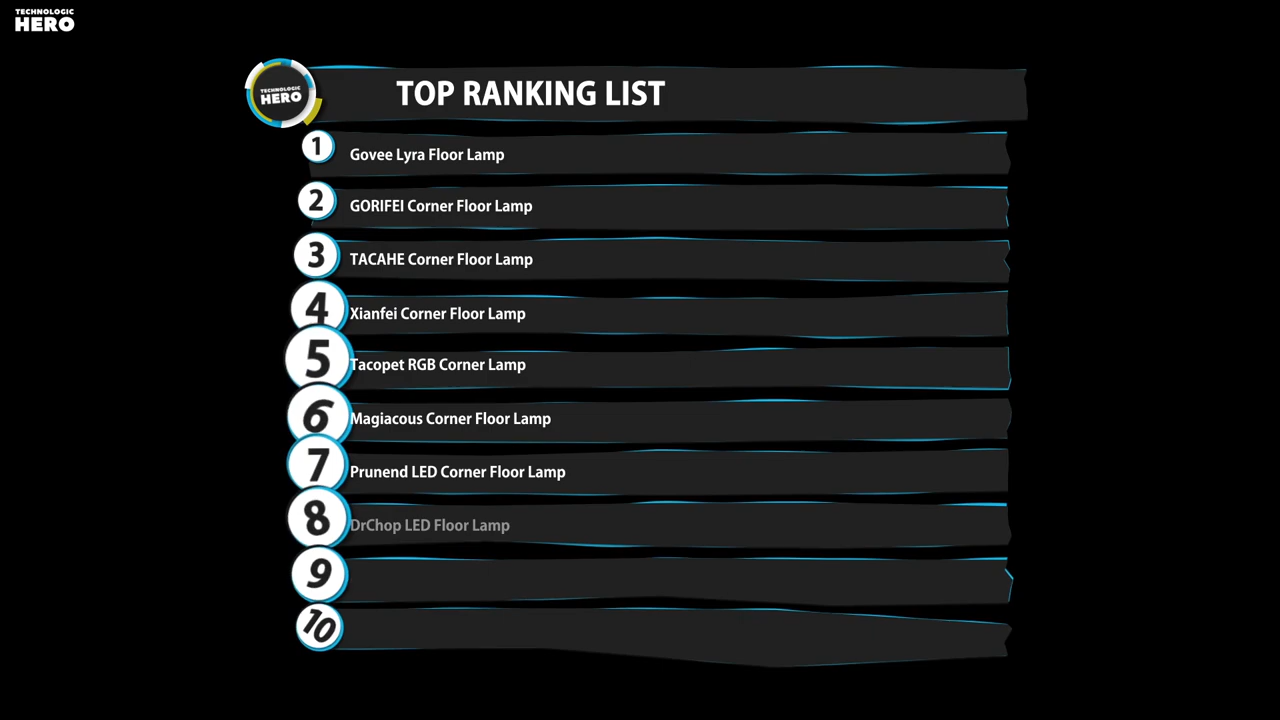 TECHNOLOGIC
HERO
TECHNOLOGIC
HERO
TOP RANKING LIST
1
Govee Lyra Floor Lamp
2
GORIFEI Corner Floor Lamp
3
TACAHE Corner Floor Lamp
4
Xianfei Corner Floor Lamp
5
Tacopet RGB Corner Lamp
6
Magiacous Corner Floor Lamp
7
Prunend LED Corner Floor Lamp
8
DrChop LED Floor Lamp
9
10